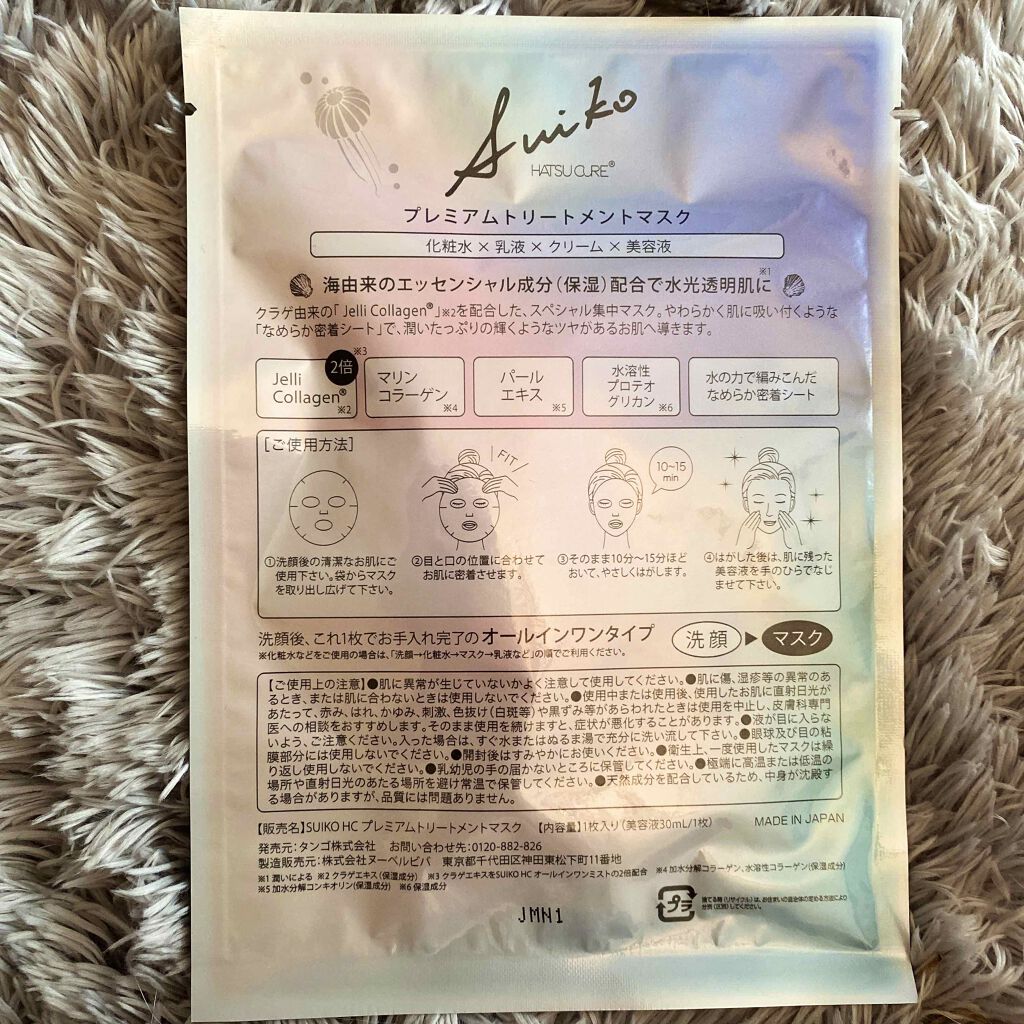 Suiko
HATSU CURE®
プレミアムトリートメントマスク
化粧水 × 乳液 × クリーム × 美容液
海由来のエッセンシャル成分(保湿)配合で水光透明肌に※1
クラゲ由来の「Jelli Collagen®」※2を配合した、スペシャル集中マスク。やわらかく肌に吸い付くような
「なめらか密着シート」で、潤いたっぷりの輝くようなツヤがあるお肌へ導きます。
Jelli Collagen®※2 2倍※3
マリンコラーゲン※4
パールエキス※5
水溶性プロテオグリカン※6
水の力で編みこんだなめらか密着シート
[ご使用方法]
FIT
10~15 min
①洗顔後の清潔なお肌にご
使用下さい。袋からマスク
を取り出し広げて下さい。
②目と口の位置に合わせて
お肌に密着させます。
③そのまま10分~15分ほど
おいて、やさしくはがします。
④はがした後は、肌に残った
美容液を手のひらでなじ
ませて下さい。
洗顔後、これ1枚でお手入れ完了のオールインワンタイプ 洗顔▶マスク
※化粧水などをご使用の場合は、「洗顔→化粧水→マスク→乳液など」の順でご利用ください。
【ご使用上の注意】●肌に異常が生じていないかよく注意して使用してください。●肌に傷、湿疹等の異常のあ
るとき、または肌に合わないときは使用しないでください。●使用中または使用後、使用したお肌に直射日光が
あたって、赤み、はれ、かゆみ、刺激、色抜け(白斑等)や黒ずみ等があらわれたときは使用を中止し、皮膚科専門
医への相談をおすすめします。そのまま使用を続けますと、症状が悪化することがあります。●液が目に入らな
いよう、ご注意ください。入った場合は、すぐ水またはぬるま湯で充分に洗い流して下さい。●眼球及び目の粘
膜部分には使用しないでください。●開封後はすみやかにお使いください。●衛生上、一度使用したマスクは繰
り返し使用しないでください。●乳幼児の手の届かないところに保管してください。●極端に高温または低温の
場所や直射日光のあたる場所を避け常温で保管してください。●天然成分を配合しているため、中身が沈殿す
る場合がありますが、品質には問題ありません。
【販売名】SUIKO HC プレミアムトリートメントマスク 【内容量】1枚入り(美容液30mL/1枚) MADE IN JAPAN
発売元:タンゴ株式会社 お問い合わせ先:0120-882-826
製造販売元:株式会社ヌーベルビバ 東京都千代田区神田東松下町11番地
※1 潤いによる ※2 クラゲエキス(保湿成分) ※3 クラゲエキスをSUIKO HC オールインワンミストの2倍配合 ※4 加水分解コラーゲン、水溶性コラーゲン(保湿成分)
※5 加水分解コンキオリン(保湿成分) ※6 保湿成分
プラ
捨てる時(リサイクル)は、お住まいの自治体の定める方法により
分別(区別)してください。
JMN1